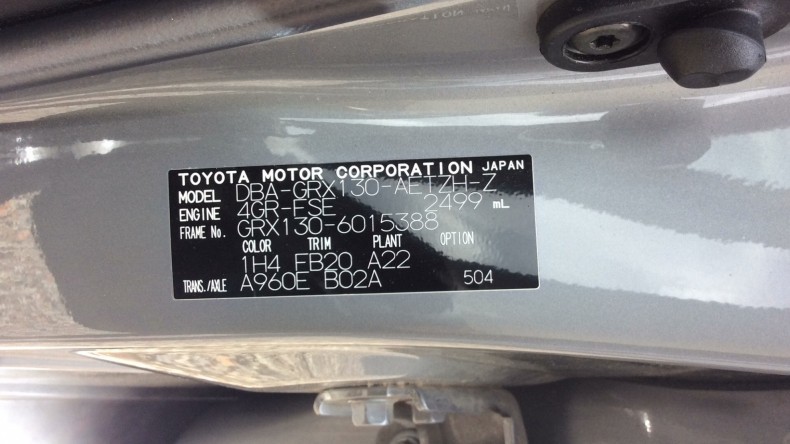 TOYOTA MOTOR CORPORATION JAPAN
MODEL DBA-GRX130-AETZH-Z
ENGINE 4GR-FSE 2499 mL
FRAME No. GRX130-6015388
COLOR TRIM PLANT OPTION
1H4 FB20 A22
TRANS./AXLE A960E B02A 504